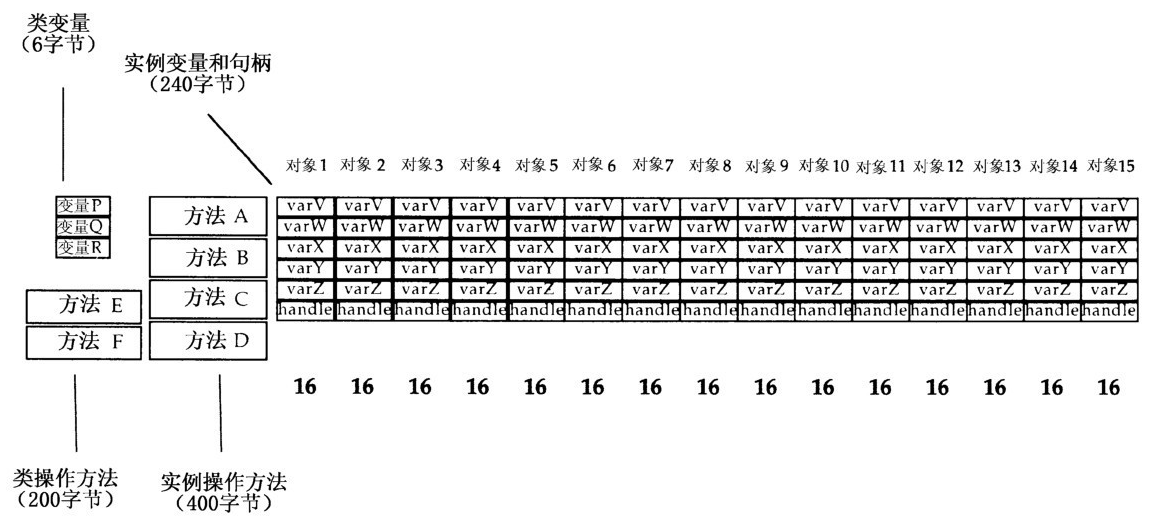 类变量
（6字节）
实例变量和句柄
（240字节）
对象1 对象 2 对象3 对象4 对象5 对象6 对象7 对象8 对象9 对象10 对象11 对象12 对象13 对象14 对象15
变量P
变量Q
变量R
方法 A
方法 B
方法 C
方法 D
方法 E
方法 F
varV varV varV varV varV varV varV varV varV varV varV varV varV varV varV
varW varW varW varW varW varW varW varW varW varW varW varW varW varW varW
varX varX varX varX varX varX varX varX varX varX varX varX varX varX varX
varY varY varY varY varY varY varY varY varY varY varY varY varY varY varY
varZ varZ varZ varZ varZ varZ varZ varZ varZ varZ varZ varZ varZ varZ varZ
handle handle handle handle handle handle handle handle handle handle handle handle handle handle handle
16 16 16 16 16 16 16 16 16 16 16 16 16 16 16
类操作方法
（200字节）
实例操作方法
（400字节）